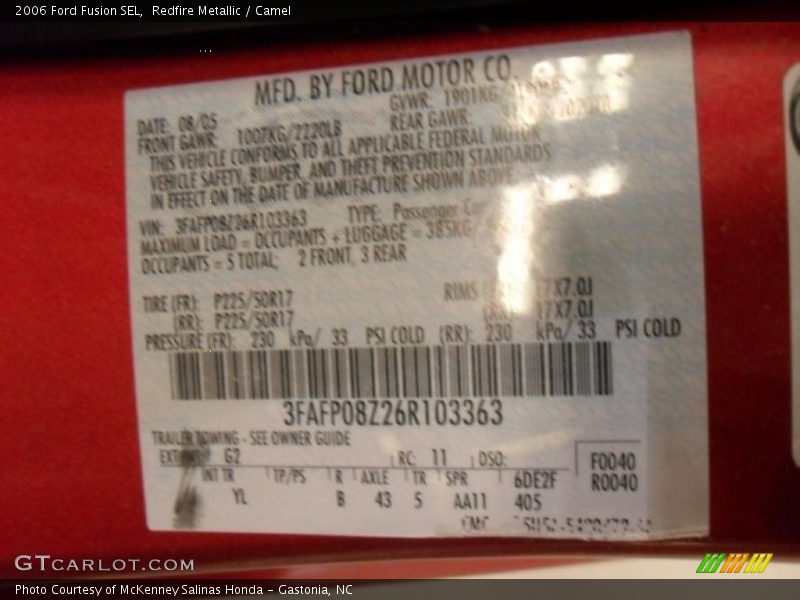 2006 Ford Fusion SEL, Redfire Metallic / Camel
MFD. BY FORD MOTOR CO.
DATE: 08/05 GVWR: 1901KG
FRONT GAWR: 1007KG/2220LB REAR GAWR:
THIS VEHICLE CONFORMS TO ALL APPLICABLE FEDERAL MOTOR
VEHICLE SAFETY, BUMPER, AND THEFT PREVENTION STANDARDS
IN EFFECT ON THE DATE OF MANUFACTURE SHOWN ABOVE.
VIN: 3FAFP08Z26R103363 TYPE: Passenger
MAXIMUM LOAD = OCCUPANTS + LUGGAGE = 385KG/
OCCUPANTS = 5 TOTAL; 2 FRONT, 3 REAR
TIRE (FR): P225/50R17 RIMS 17X7.0J
(RR): P225/50R17 17X7.0J
PRESSURE (FR): 230 kPa/ 33 PSI COLD (RR): 230 kPa/ 33 PSI COLD
3FAFP08Z26R103363
TRAILER TOWING - SEE OWNER GUIDE
EXT PNT: G2 RC: 11 DSO: F0040
INT TR TP/PS R AXLE TR SPR 6DE2F R0040
YL B 43 5 AA11 405
GTCARLOT.COM
Photo Courtesy of McKenney Salinas Honda - Gastonia, NC